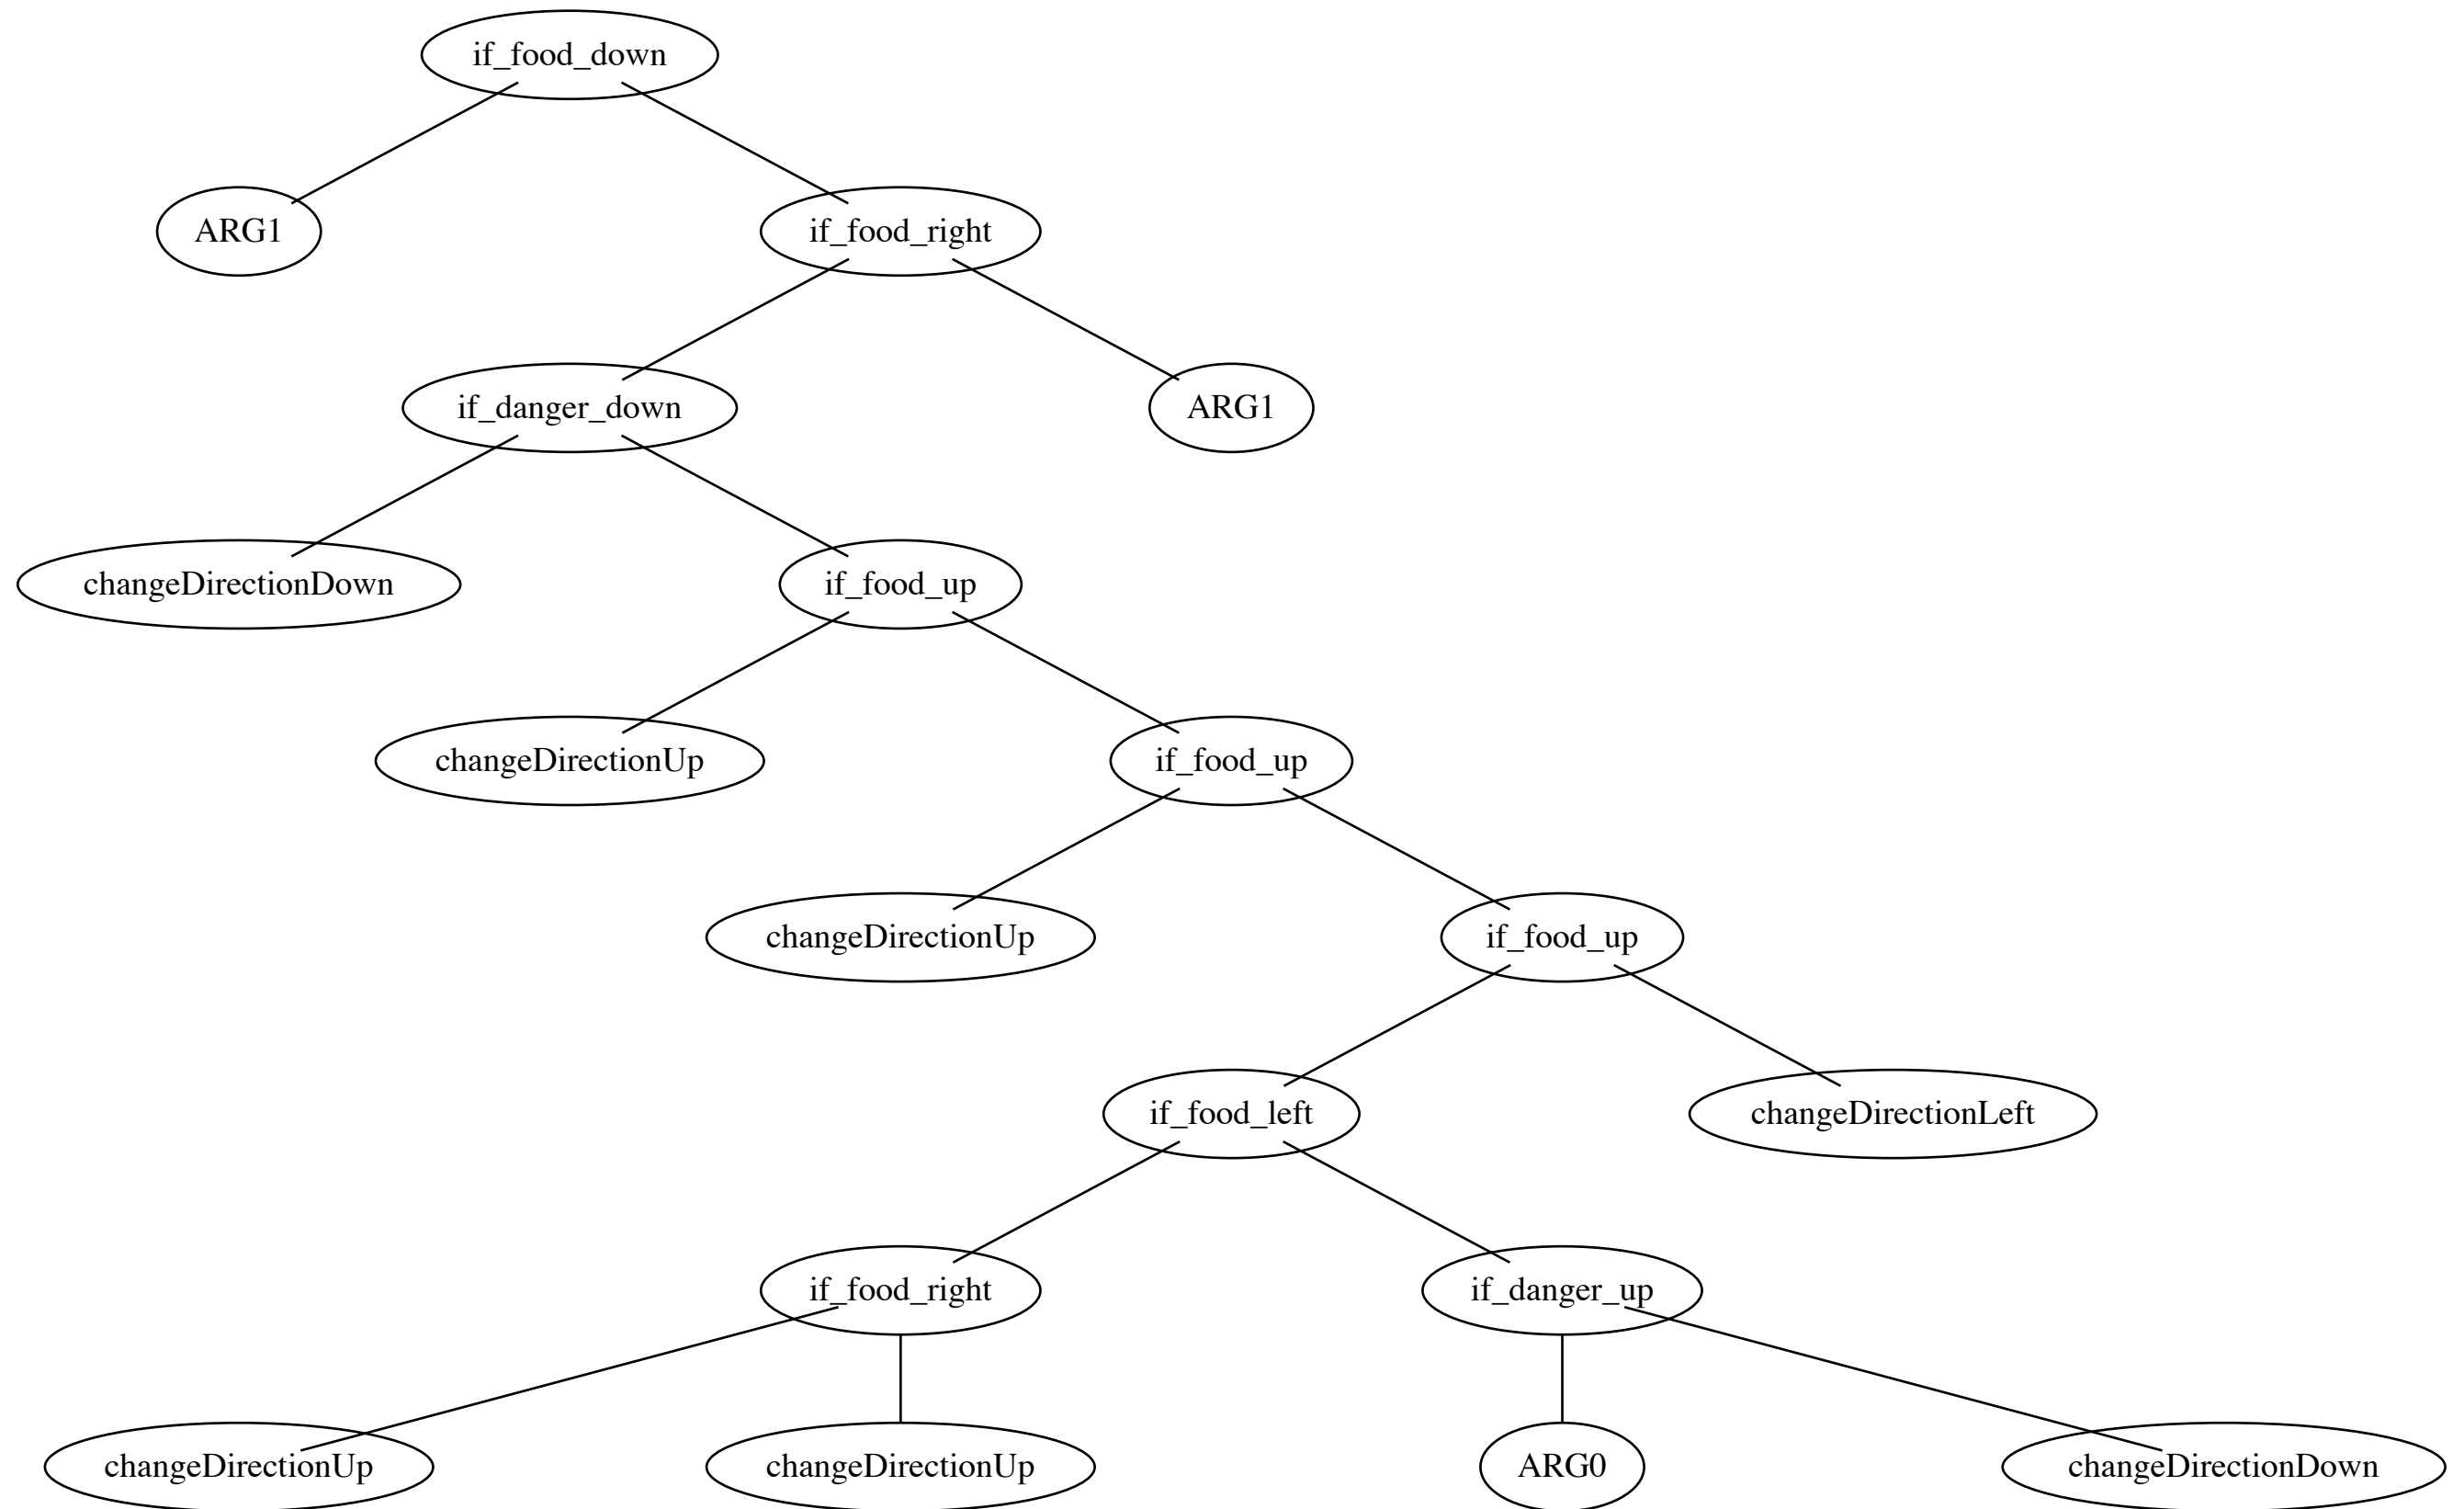 if_food_down
ARG1
if_food_right
if_danger_down
ARG1
changeDirectionDown
if_food_up
changeDirectionUp
if_food_up
changeDirectionUp
if_food_up
if_food_left
changeDirectionLeft
if_food_right
if_danger_up
changeDirectionUp
changeDirectionUp
ARG0
changeDirectionDown